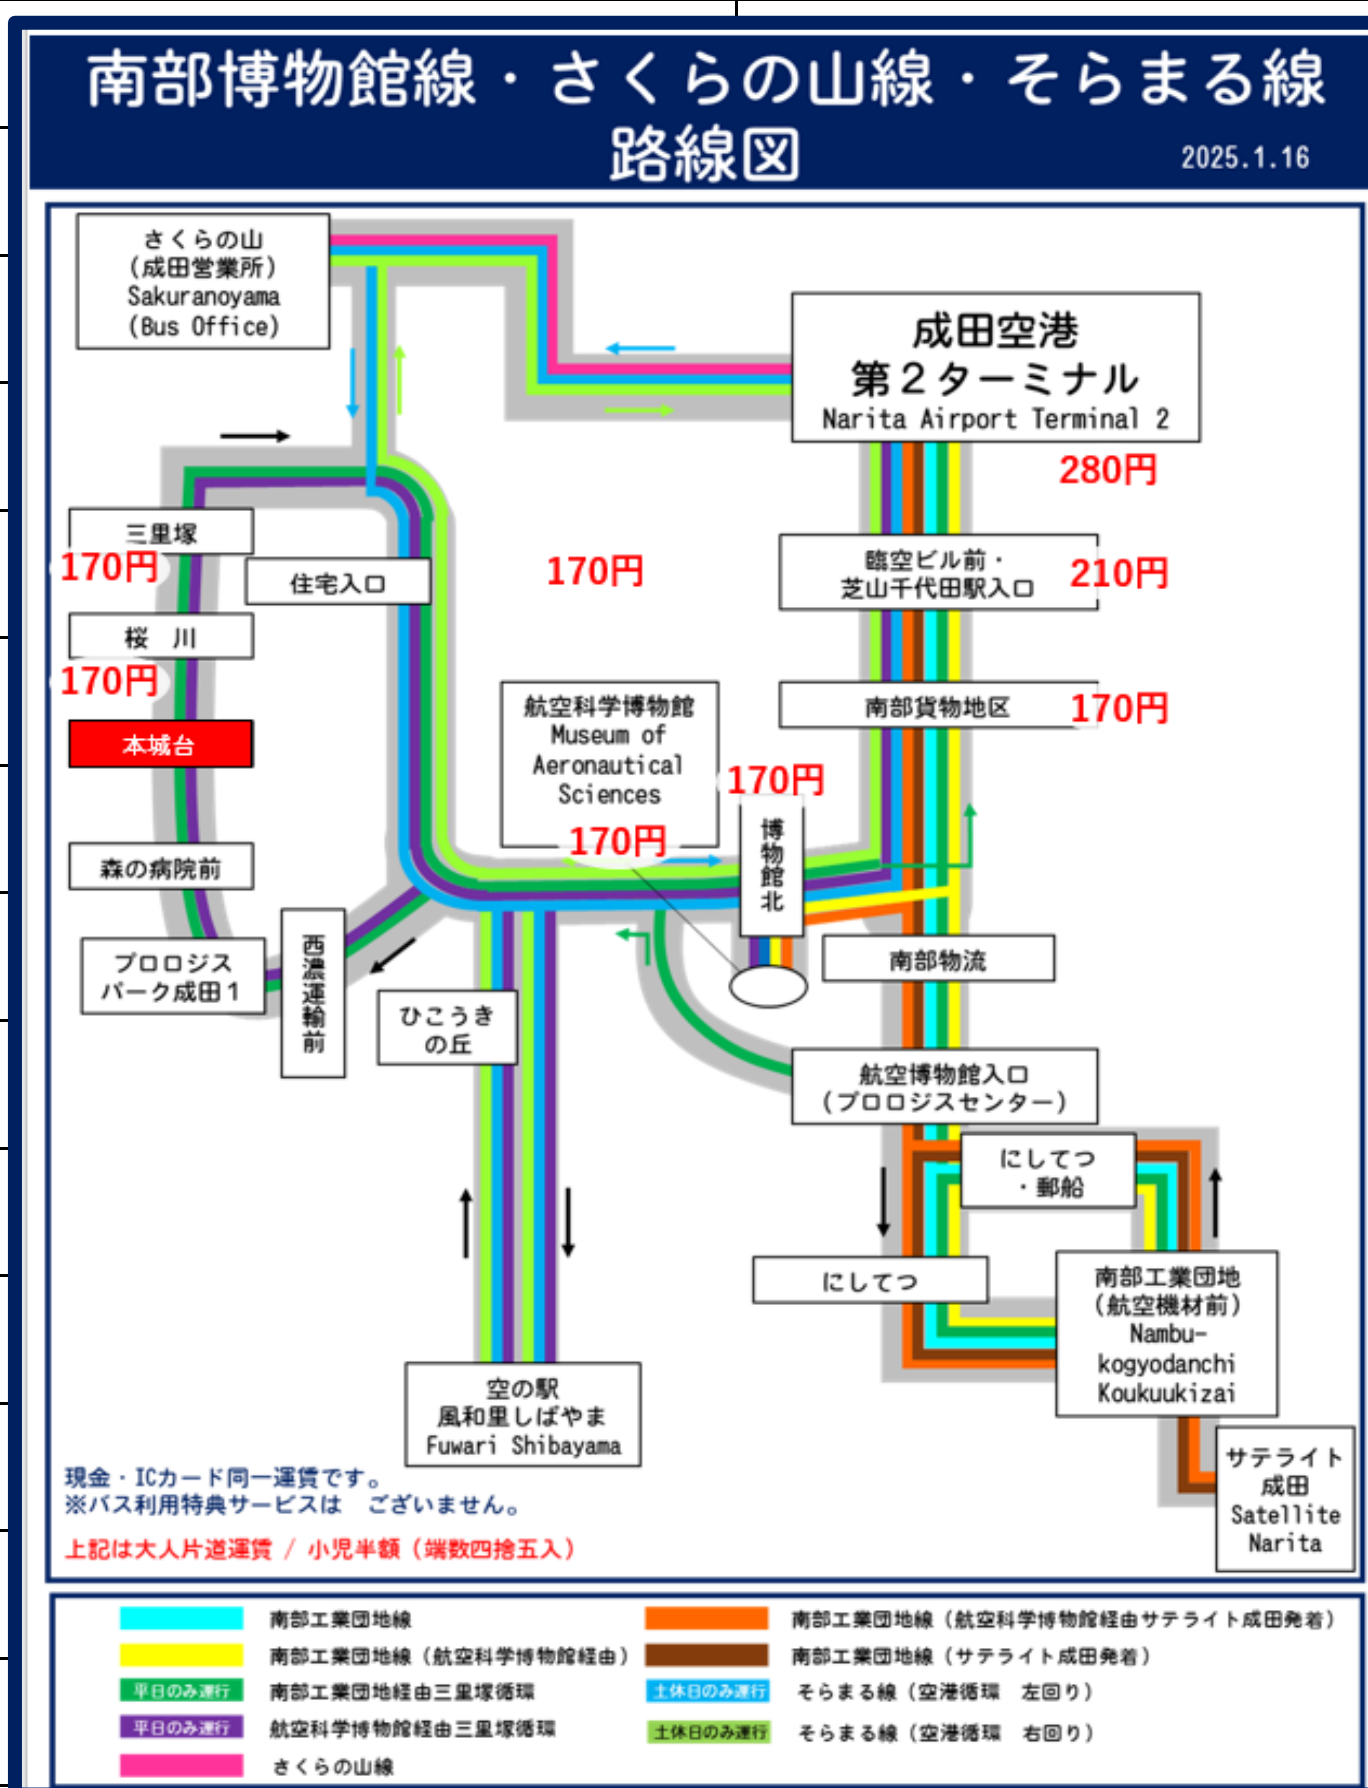 南部博物館線・さくらの山線・そらまる線
路線図
2025.1.16
さくらの山
(成田営業所)
Sakuranoyama
(Bus Office)
成田空港
第2ターミナル
Narita Airport Terminal 2
280円
三里塚
170円
住宅入口
170円
臨空ビル前・
芝山千代田駅入口
210円
桜 川
170円
航空科学博物館
Museum of
Aeronautical
Sciences
170円
南部貨物地区
170円
本城台
170円
博物館北
森の病院前
プロロジス
パーク成田1
西濃運輸前
ひこうき
の丘
南部物流
航空博物館入口
(プロロジスセンター)
にしてつ
・郵船
にしてつ
南部工業団地
(航空機材前)
Nambu-
kogyodanchi
Koukuukizai
空の駅
風和里しばやま
Fuwari Shibayama
サテライト
成田
Satellite
Narita
現金・ICカード同一運賃です。
※バス利用特典サービスは ございません。
上記は大人片道運賃 / 小児半額(端数四捨五入)
南部工業団地線
南部工業団地線(航空科学博物館経由)
平日のみ運行 南部工業団地経由三里塚循環
平日のみ運行 航空科学博物館経由三里塚循環
さくらの山線
南部工業団地線(航空科学博物館経由サテライト成田発着)
南部工業団地線(サテライト成田発着)
土休日のみ運行 そらまる線(空港循環 左回り)
土休日のみ運行 そらまる線(空港循環 右回り)